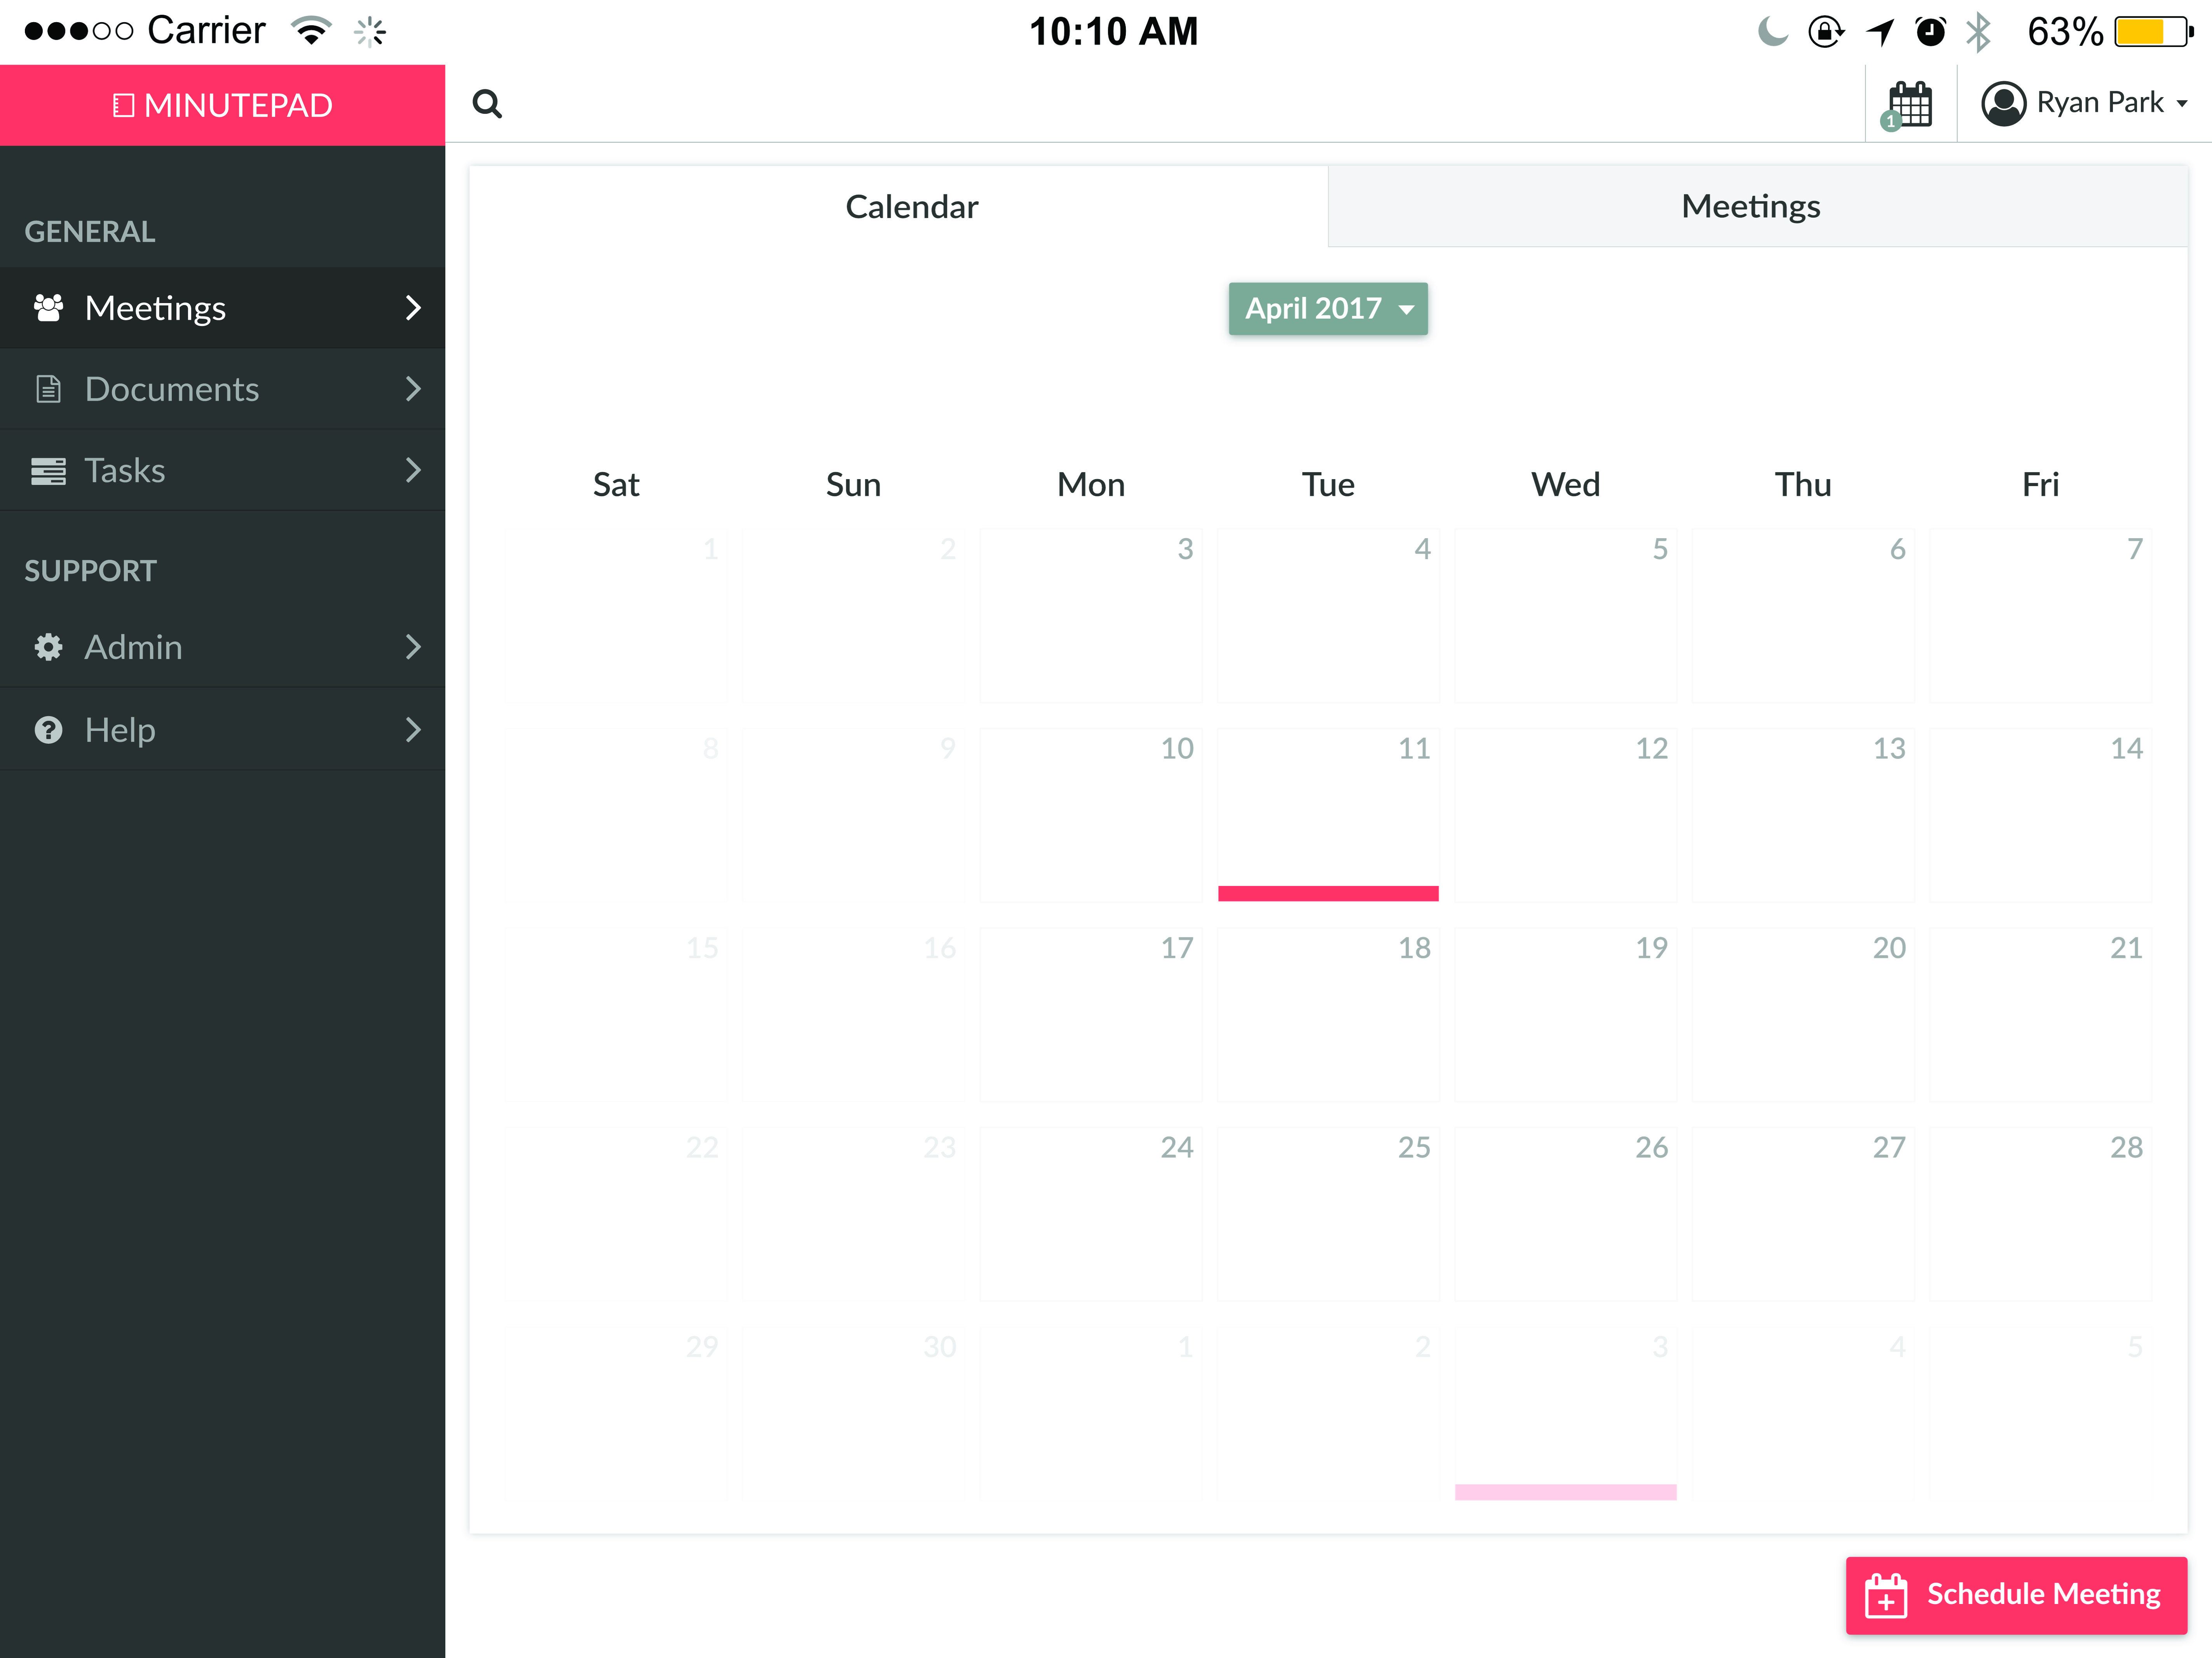 Carrier
10:10 AM
63%
MINUTEPAD
1
Ryan Park
GENERAL
Meetings
Documents
Tasks
SUPPORT
Admin
Help
Calendar Meetings
April 2017
Sat Sun Mon Tue Wed Thu Fri
1 2 3 4 5 6 7
8 9 10 11 12 13 14
15 16 17 18 19 20 21
22 23 24 25 26 27 28
29 30 1 2 3 4 5
Schedule Meeting